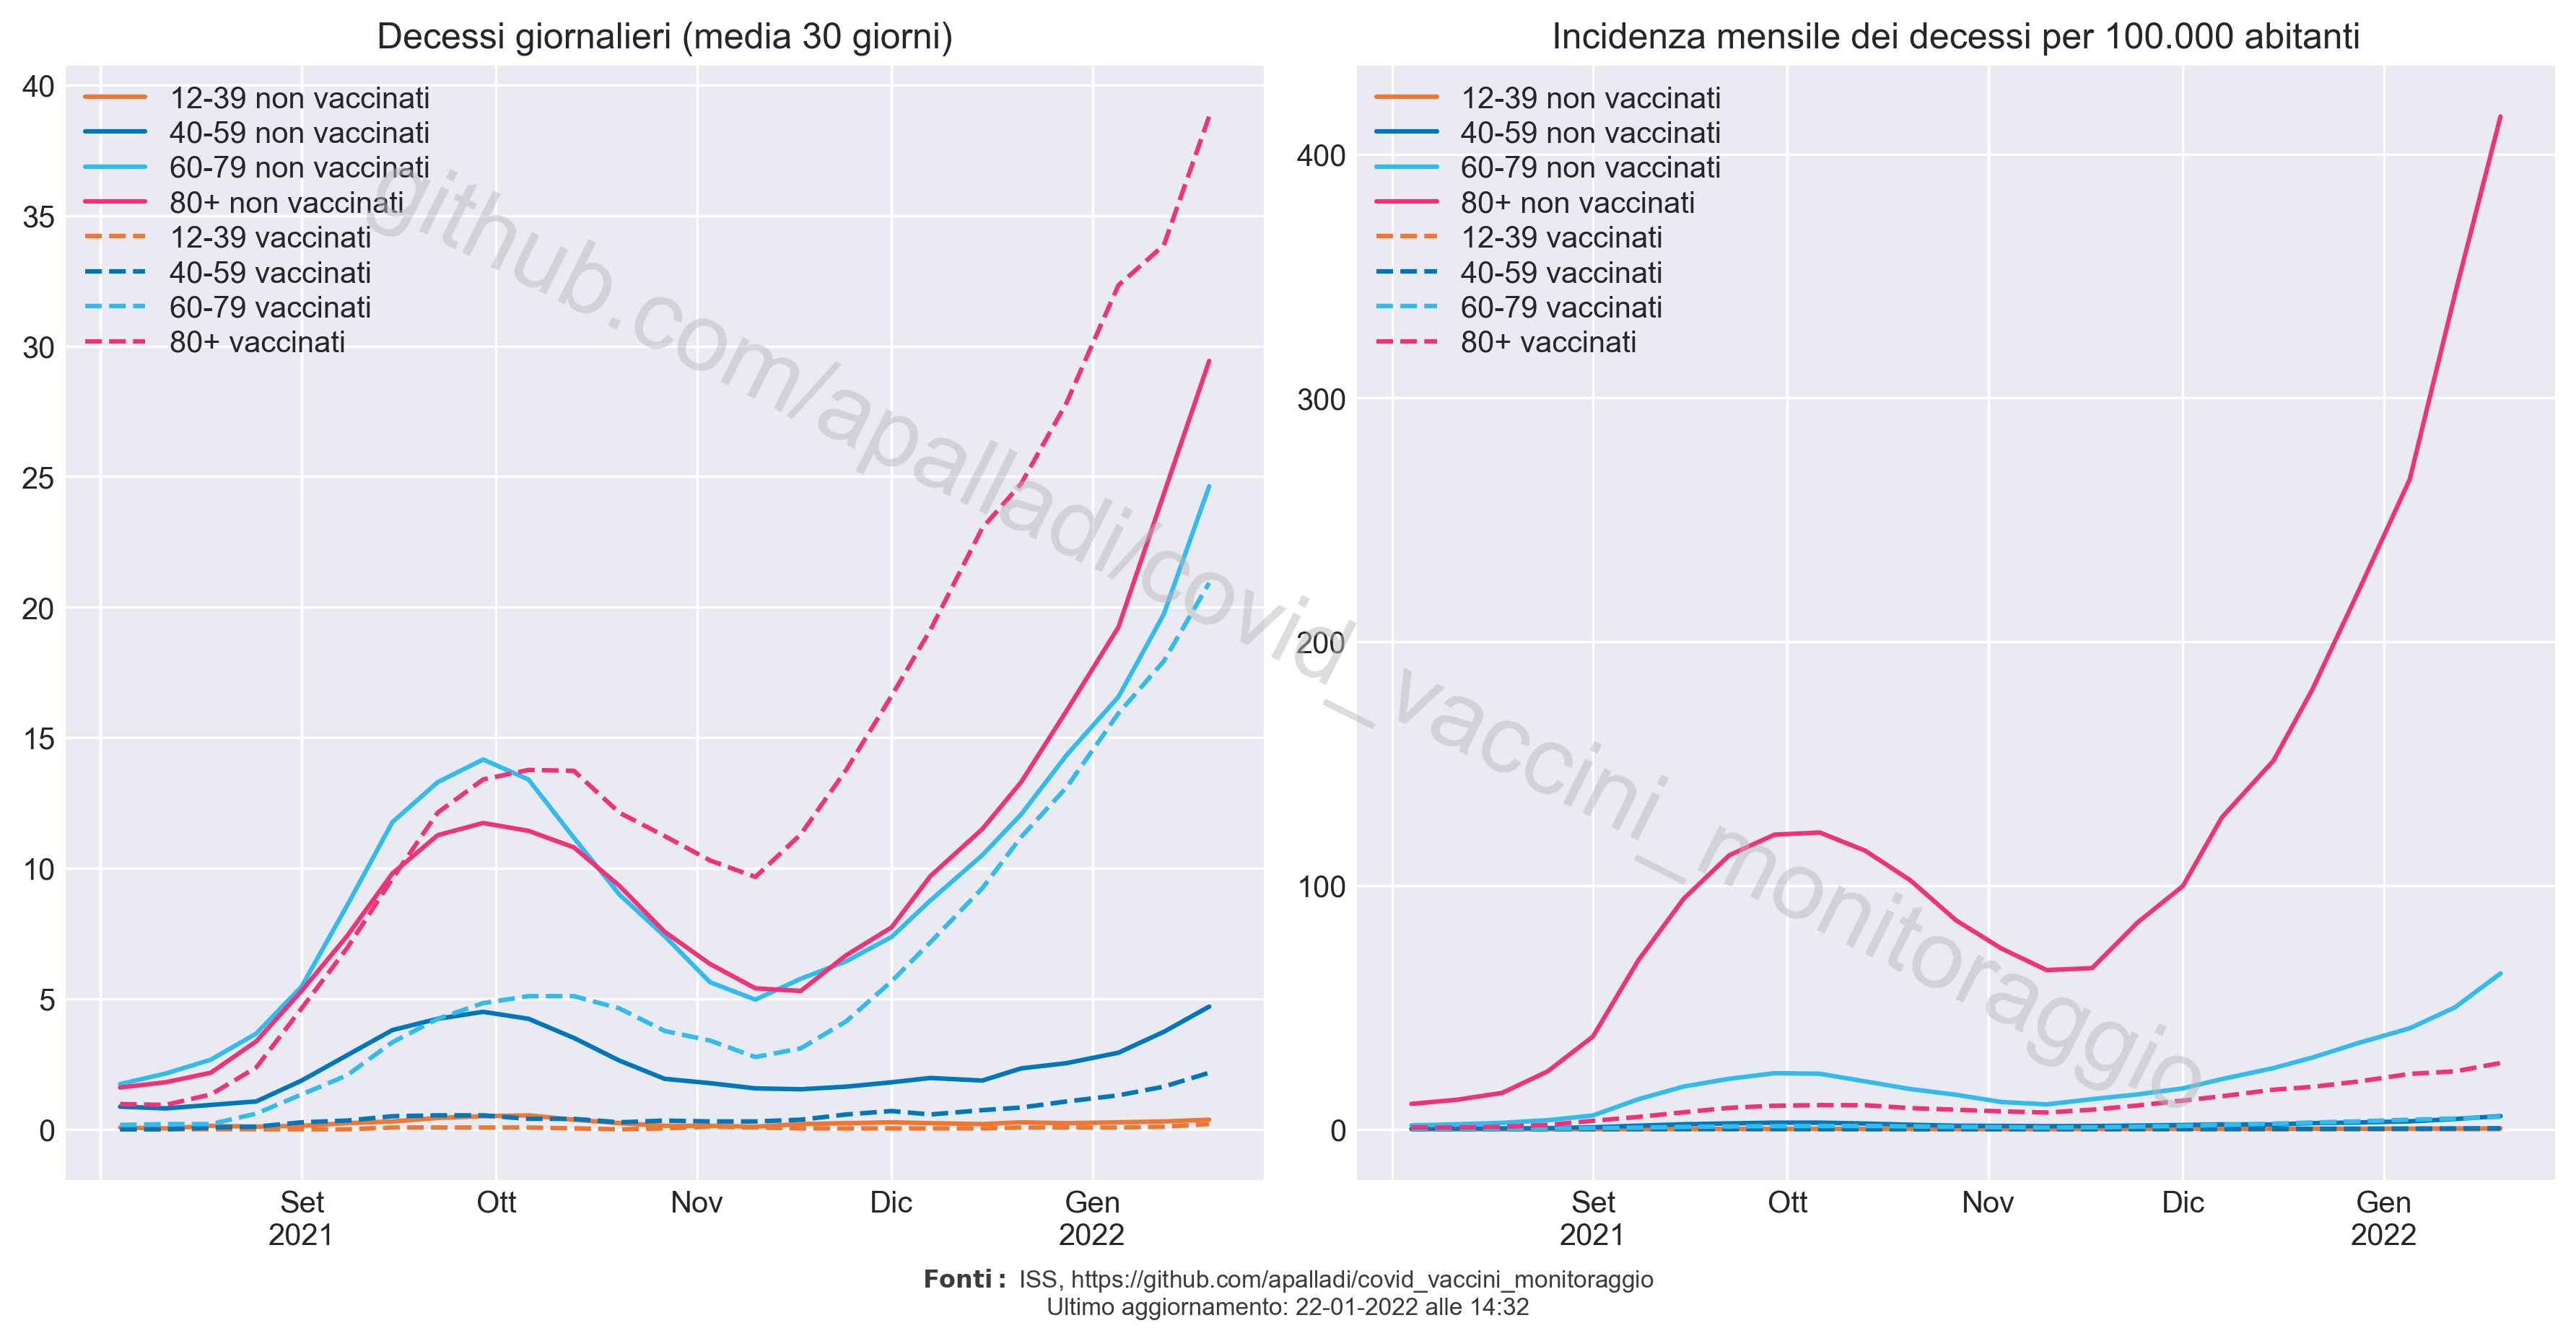 Decessi giornalieri (media 30 giorni)
40
35
30
25
20
15
10
5
0
12-39 non vaccinati
40-59 non vaccinati
60-79 non vaccinati
80+ non vaccinati
12-39 vaccinati
40-59 vaccinati
60-79 vaccinati
80+ vaccinati
Set
2021
Ott
Nov
Dic
Gen
2022
Incidenza mensile dei decessi per 100.000 abitanti
400
300
200
100
0
12-39 non vaccinati
40-59 non vaccinati
60-79 non vaccinati
80+ non vaccinati
12-39 vaccinati
40-59 vaccinati
60-79 vaccinati
80+ vaccinati
Set
2021
Ott
Nov
Dic
Gen
2022
github.com/apalladi/covid_vaccini_monitoraggio
Fonti: ISS, https://github.com/apalladi/covid_vaccini_monitoraggio
Ultimo aggiornamento: 22-01-2022 alle 14:32